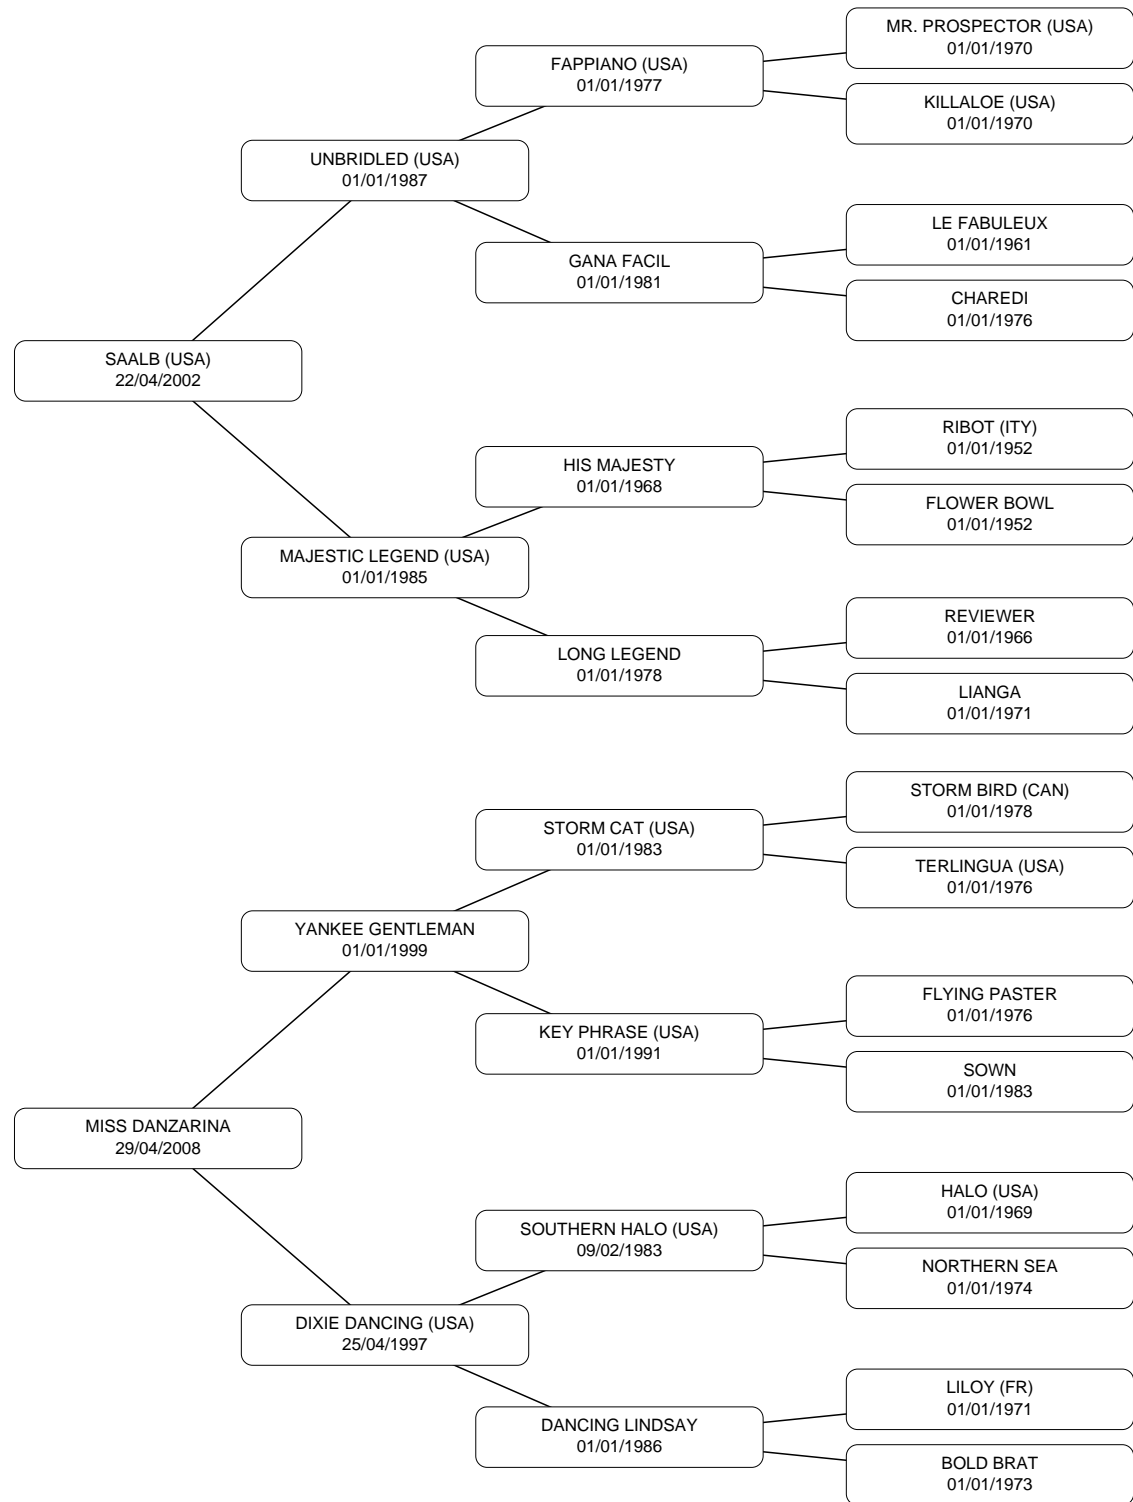 MR. PROSPECTOR (USA)
01/01/1970
FAPPIANO (USA)
01/01/1977
KILLALOE (USA)
01/01/1970
UNBRIDLED (USA)
01/01/1987
LE FABULEUX
01/01/1961
GANA FACIL
01/01/1981
CHAREDI
01/01/1976
SAALB (USA)
22/04/2002
RIBOT (ITY)
01/01/1952
HIS MAJESTY
01/01/1968
FLOWER BOWL
01/01/1952
MAJESTIC LEGEND (USA)
01/01/1985
REVIEWER
01/01/1966
LONG LEGEND
01/01/1978
LIANGA
01/01/1971
STORM BIRD (CAN)
01/01/1978
STORM CAT (USA)
01/01/1983
TERLINGUA (USA)
01/01/1976
YANKEE GENTLEMAN
01/01/1999
FLYING PASTER
01/01/1976
KEY PHRASE (USA)
01/01/1991
SOWN
01/01/1983
MISS DANZARINA
29/04/2008
HALO (USA)
01/01/1969
SOUTHERN HALO (USA)
09/02/1983
NORTHERN SEA
01/01/1974
DIXIE DANCING (USA)
25/04/1997
LILOY (FR)
01/01/1971
DANCING LINDSAY
01/01/1986
BOLD BRAT
01/01/1973